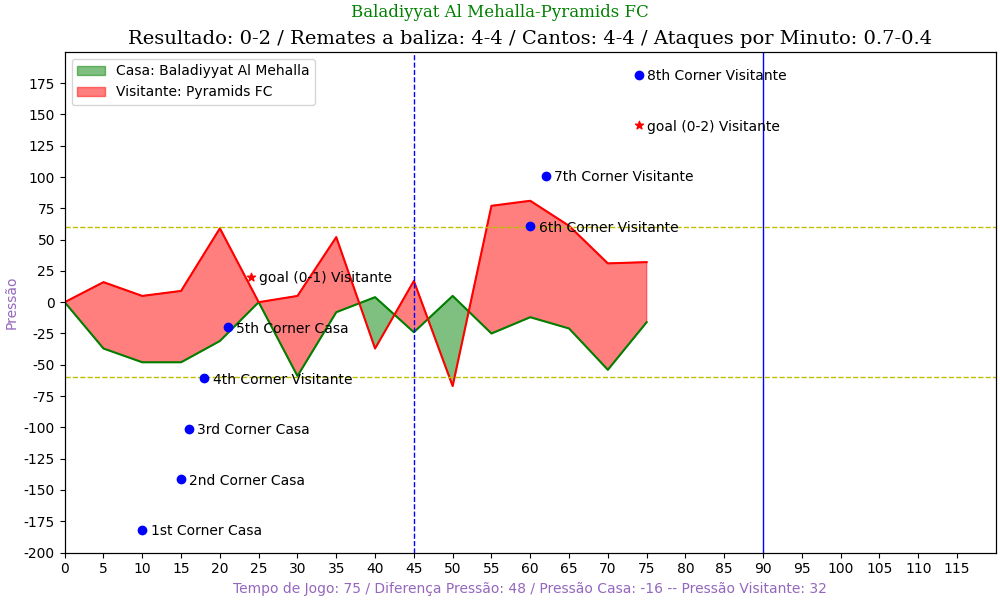 Baladiyyat Al Mehalla-Pyramids FC
Resultado: 0-2 / Remates a baliza: 4-4 / Cantos: 4-4 / Ataques por Minuto: 0.7-0.4
Casa: Baladiyyat Al Mehalla
Visitante: Pyramids FC
8th Corner Visitante
goal (0-2) Visitante
7th Corner Visitante
6th Corner Visitante
goal (0-1) Visitante
5th Corner Casa
4th Corner Visitante
3rd Corner Casa
2nd Corner Casa
1st Corner Casa
Pressão
175
150
125
100
75
50
25
0
-25
-50
-75
-100
-125
-150
-175
-200
0 5 10 15 20 25 30 35 40 45 50 55 60 65 70 75 80 85 90 95 100 105 110 115
Tempo de Jogo: 75 / Diferença Pressão: 48 / Pressão Casa: -16 -- Pressão Visitante: 32